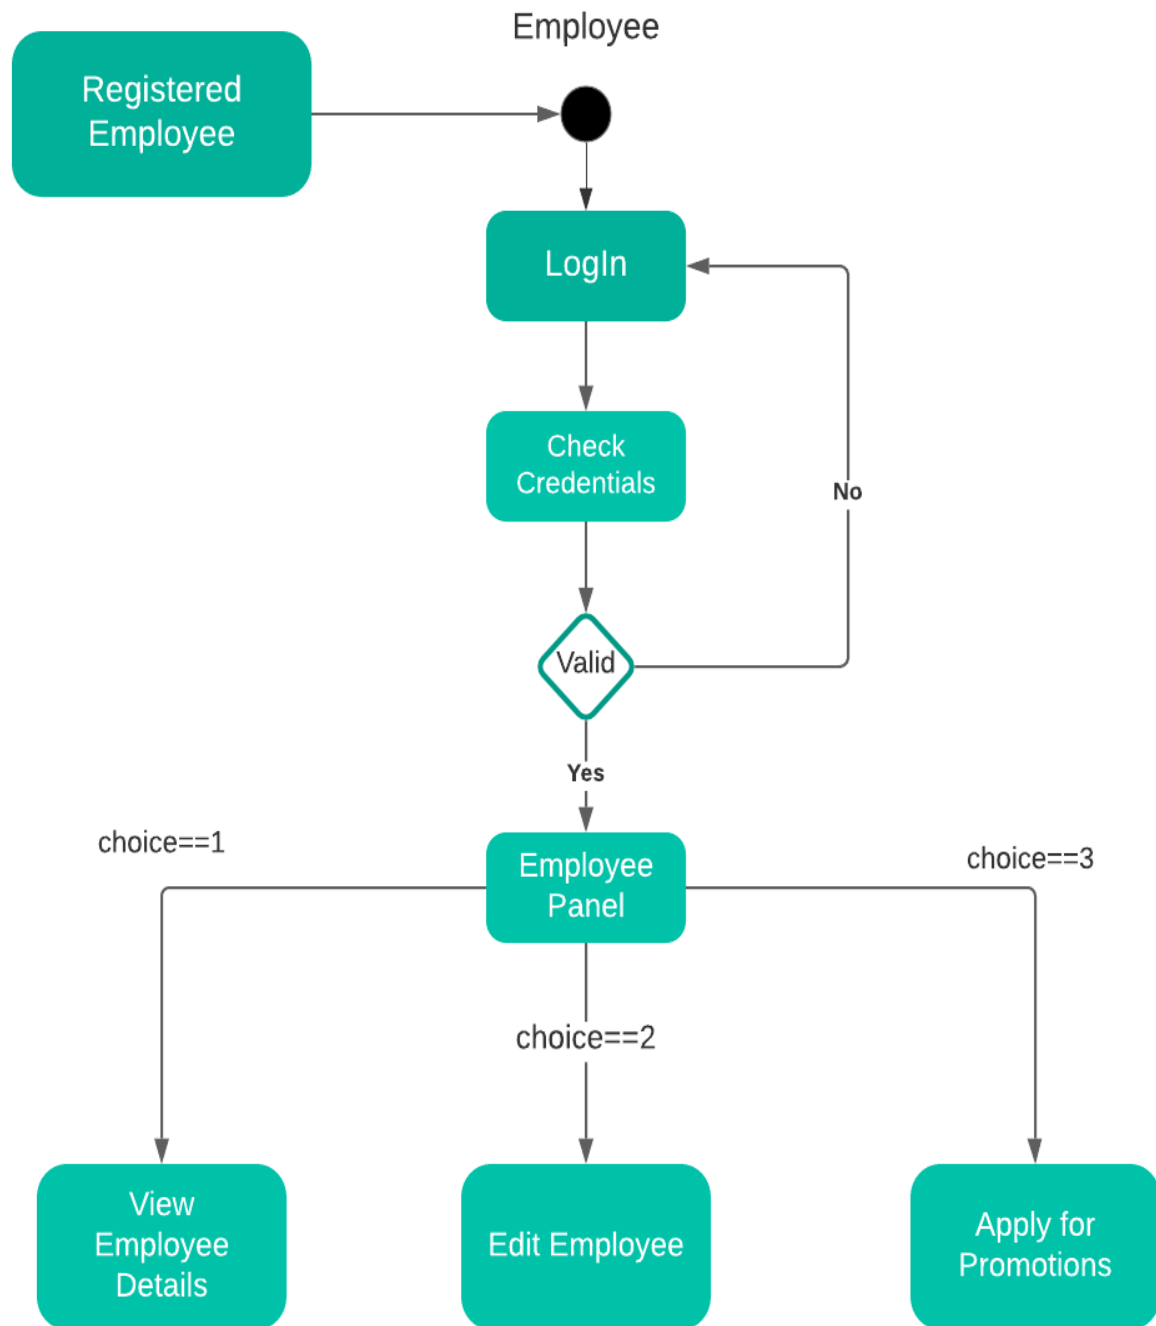 Employee
Registered
Employee
LogIn
Check
Credentials
No
Valid
Yes
choice==1
Employee
Panel
choice==3
choice==2
View
Employee
Details
Edit Employee
Apply for
Promotions